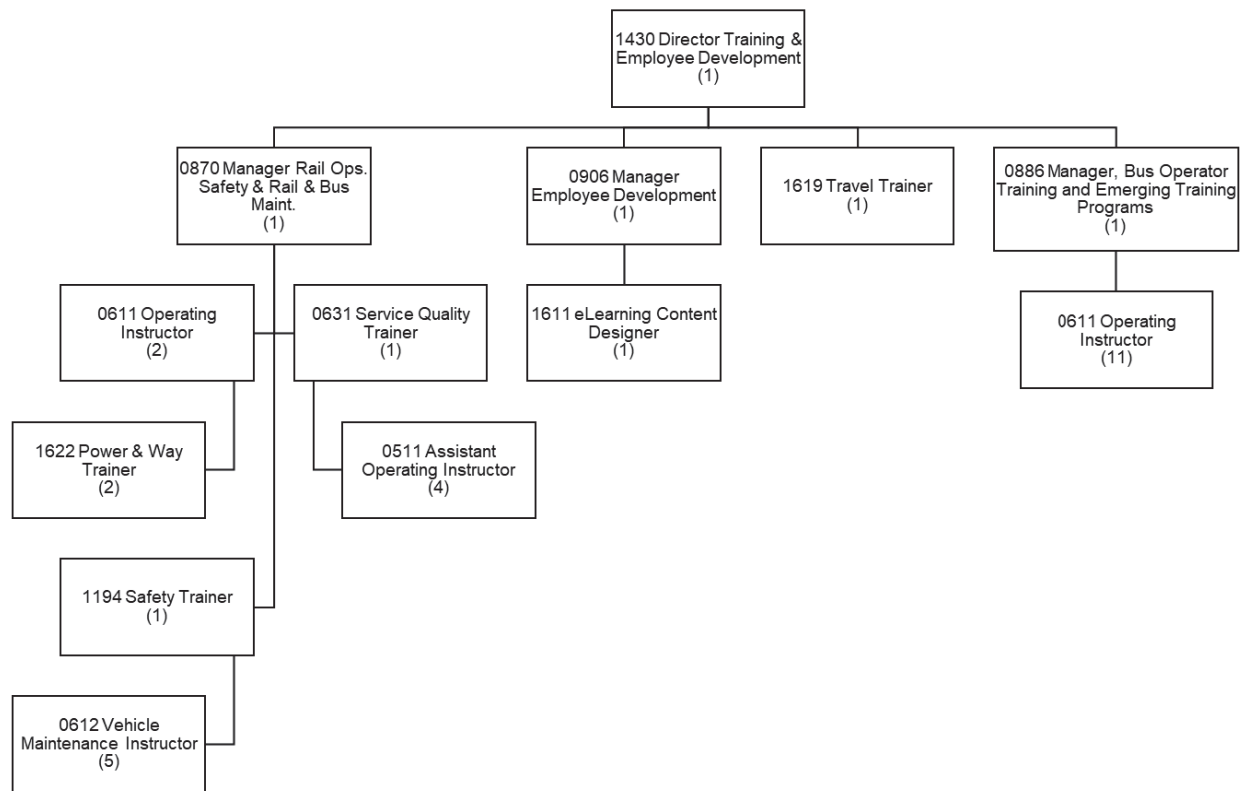 1430 Director Training &
Employee Development
(1)
0870 Manager Rail Ops.
Safety & Rail & Bus
Maint.
(1)
0906 Manager
Employee Development
(1)
1619 Travel Trainer
(1)
0886 Manager, Bus Operator
Training and Emerging Training
Programs
(1)
0611 Operating
Instructor
(2)
0631 Service Quality
Trainer
(1)
1611 eLearning Content
Designer
(1)
0611 Operating
Instructor
(11)
1622 Power & Way
Trainer
(2)
0511 Assistant
Operating Instructor
(4)
1194 Safety Trainer
(1)
0612 Vehicle
Maintenance Instructor
(5)